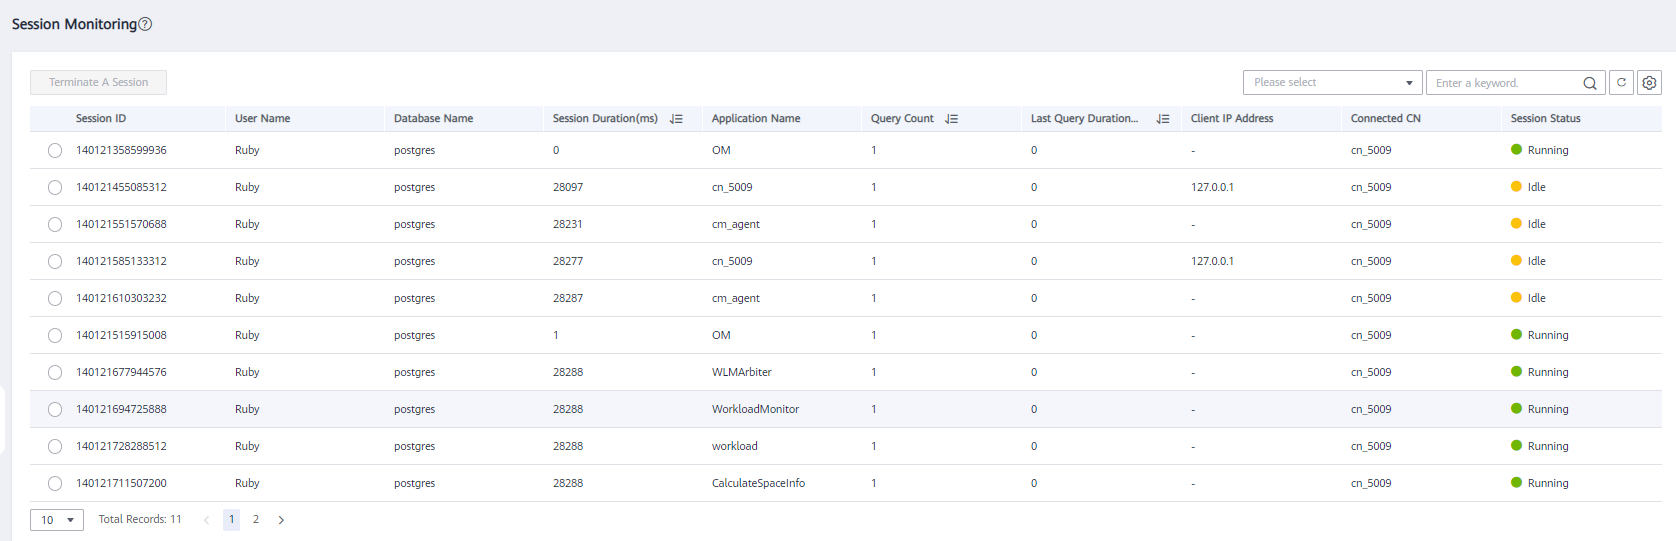 Session Monitoring
Terminate A Session
Please select
Enter a keyword.
Session ID User Name Database Name Session Duration(ms) Application Name Query Count Last Query Duration... Client IP Address Connected CN Session Status
140121358599936 Ruby postgres 0 OM 1 0 - cn_5009 Running
140121455085312 Ruby postgres 28097 cn_5009 1 0 127.0.0.1 cn_5009 Idle
140121551570688 Ruby postgres 28231 cm_agent 1 0 - cn_5009 Idle
140121585133312 Ruby postgres 28277 cn_5009 1 0 127.0.0.1 cn_5009 Idle
140121610303232 Ruby postgres 28287 cm_agent 1 0 - cn_5009 Idle
140121515915008 Ruby postgres 1 OM 1 0 - cn_5009 Running
140121677944576 Ruby postgres 28288 WLMArbiter 1 0 - cn_5009 Running
140121694725888 Ruby postgres 28288 WorkloadMonitor 1 0 - cn_5009 Running
140121728288512 Ruby postgres 28288 workload 1 0 - cn_5009 Running
140121711507200 Ruby postgres 28288 CalculateSpaceInfo 1 0 - cn_5009 Running
10 Total Records: 11 < 1 2 >